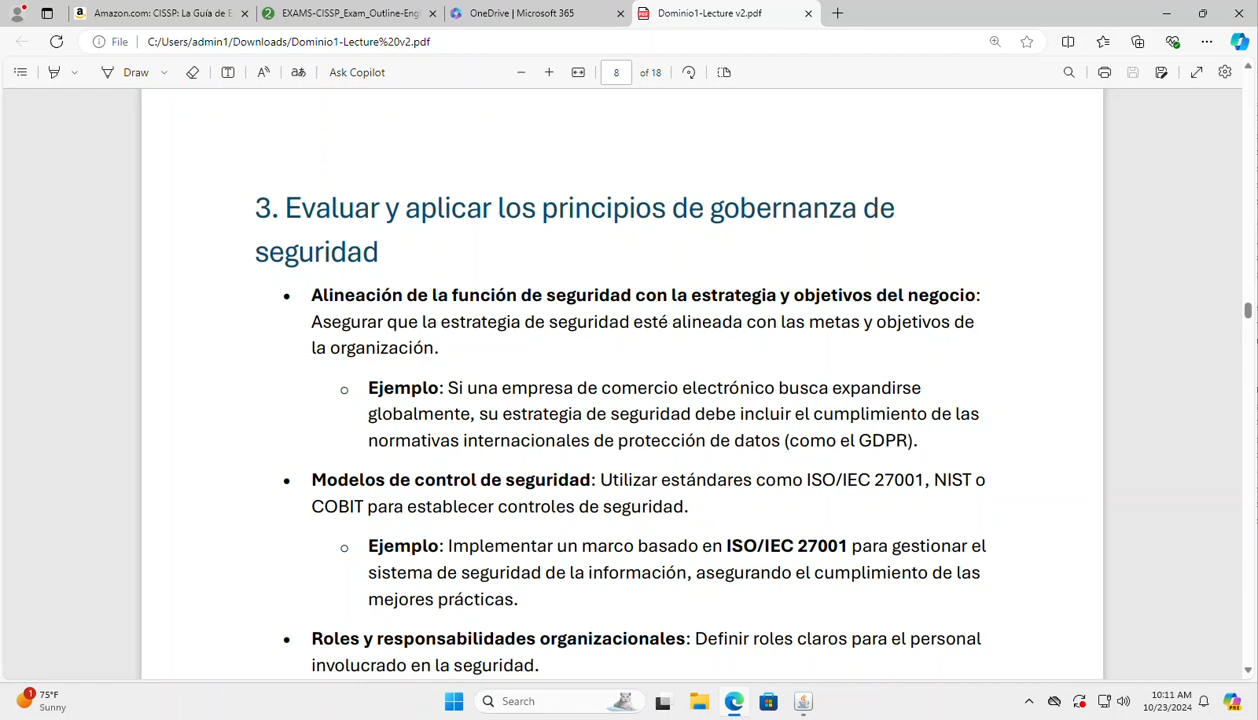 Amazon.com: CISSP: La Guía de E
EXAMS-CISSP_Exam_Outline-Eng
OneDrive | Microsoft 365
Dominio1-Lecture v2.pdf
File
C:/Users/admin1/Downloads/Dominio1-Lecture%20v2.pdf
Draw
Ask Copilot
8
of 18
3. Evaluar y aplicar los principios de gobernanza de
seguridad
• Alineación de la función de seguridad con la estrategia y objetivos del negocio:
Asegurar que la estrategia de seguridad esté alineada con las metas y objetivos de
la organización.
o Ejemplo: Si una empresa de comercio electrónico busca expandirse
globalmente, su estrategia de seguridad debe incluir el cumplimiento de las
normativas internacionales de protección de datos (como el GDPR).
• Modelos de control de seguridad: Utilizar estándares como ISO/IEC 27001, NIST o
COBIT para establecer controles de seguridad.
o Ejemplo: Implementar un marco basado en ISO/IEC 27001 para gestionar el
sistema de seguridad de la información, asegurando el cumplimiento de las
mejores prácticas.
• Roles y responsabilidades organizacionales: Definir roles claros para el personal
involucrado en la seguridad.
1
75°F
Sunny
Search
10:11 AM
10/23/2024